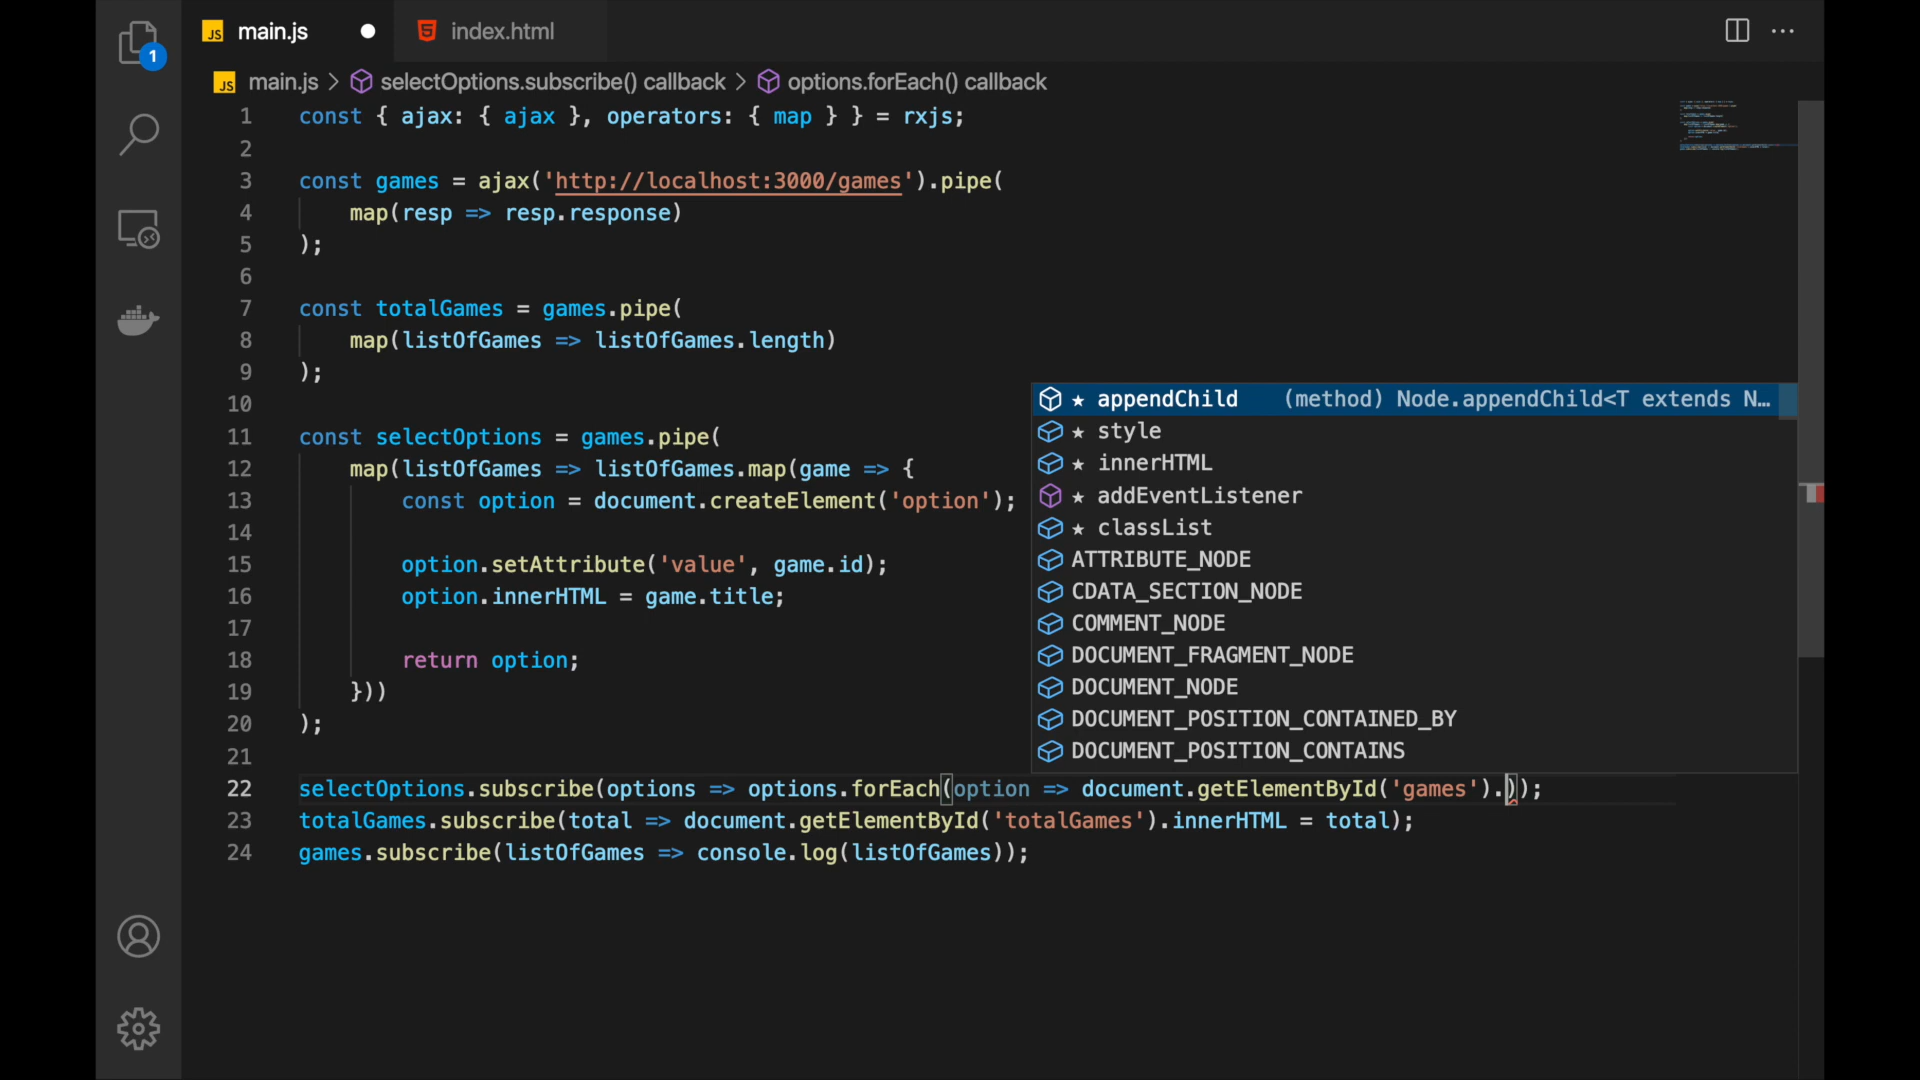 JS main.js index.html
1
JS main.js > selectOptions.subscribe() callback > options.forEach() callback
1 const { ajax: { ajax }, operators: { map } } = rxjs;
2
3 const games = ajax('http://localhost:3000/games').pipe(
4 map(resp => resp.response)
5 );
6
7 const totalGames = games.pipe(
8 map(listOfGames => listOfGames.length)
9 );
10
11 const selectOptions = games.pipe(
12 map(listOfGames => listOfGames.map(game => {
13 const option = document.createElement('option');
14
15 option.setAttribute('value', game.id);
16 option.innerHTML = game.title;
17
18 return option;
19 }))
20 );
21
22 selectOptions.subscribe(options => options.forEach(option => document.getElementById('games').));
23 totalGames.subscribe(total => document.getElementById('totalGames').innerHTML = total);
24 games.subscribe(listOfGames => console.log(listOfGames));
★ appendChild (method) Node.appendChild<T extends N…
★ style
★ innerHTML
★ addEventListener
★ classList
ATTRIBUTE_NODE
CDATA_SECTION_NODE
COMMENT_NODE
DOCUMENT_FRAGMENT_NODE
DOCUMENT_NODE
DOCUMENT_POSITION_CONTAINED_BY
DOCUMENT_POSITION_CONTAINS